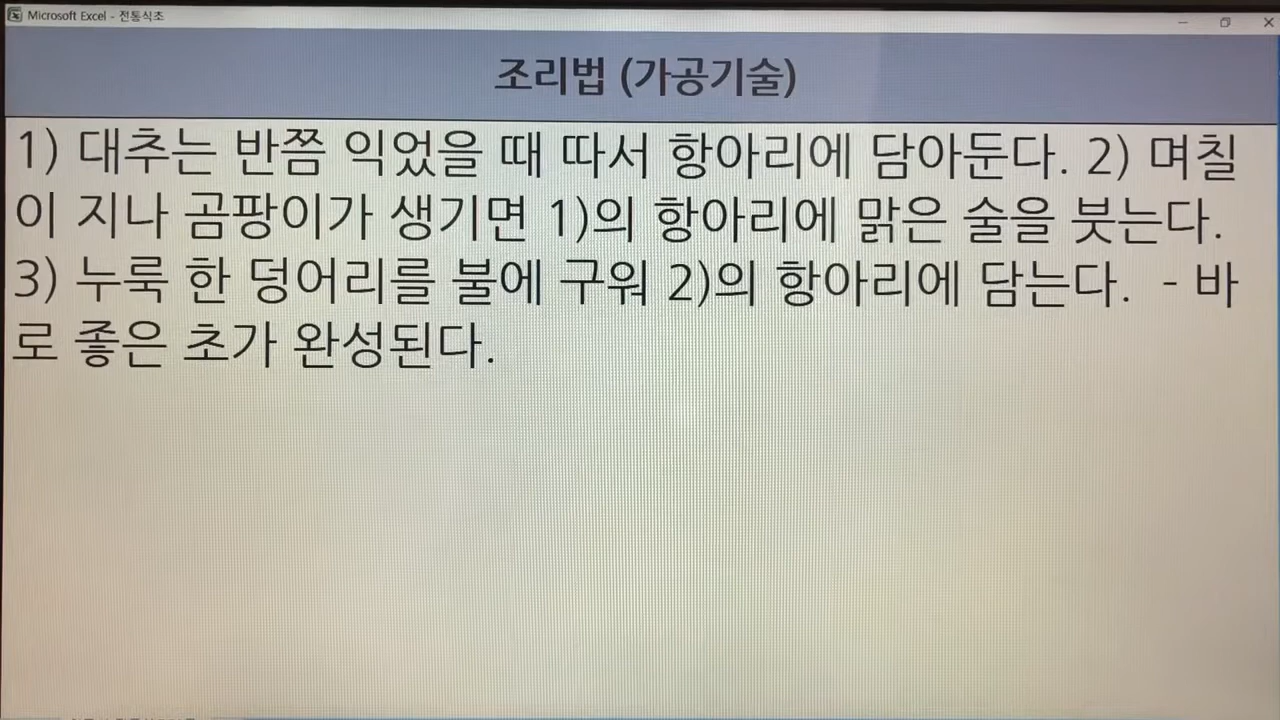 Microsoft Excel - 전통식초
조리법 (가공기술)
1) 대추는 반쯤 익었을 때 따서 항아리에 담아둔다. 2) 며칠
이 지나 곰팡이가 생기면 1)의 항아리에 맑은 술을 붓는다.
3) 누룩 한 덩어리를 불에 구워 2)의 항아리에 담는다. - 바
로 좋은 초가 완성된다.